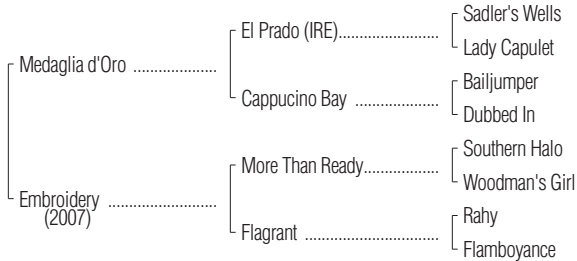 Sadler's Wells
El Prado (IRE)....................
Lady Capulet
Medaglia d'Oro ....................
Bailjumper
Cappucino Bay ....................
Dubbed In
Southern Halo
More Than Ready..................
Woodman's Girl
Embroidery ..........................
(2007)
Rahy
Flagrant ................................
Flamboyance